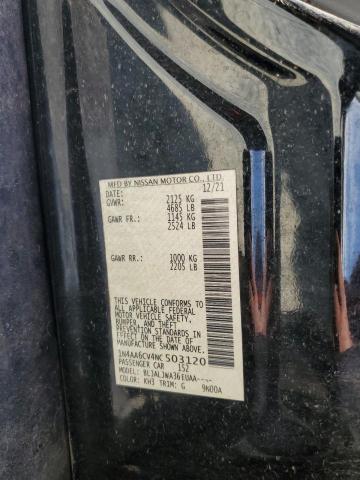 MFD BY NISSAN MOTOR CO., LTD.
DATE: 12/21
GVWR: 2125 KG
4685 LB
GAWR FR.: 1145 KG
2524 LB
GAWR RR.: 1000 KG
2205 LB
THIS VEHICLE CONFORMS TO
ALL APPLICABLE FEDERAL
MOTOR VEHICLE SAFETY,
BUMPER, AND THEFT
PREVENTION STANDARDS
IN EFFECT ON THE DATE OF
MANUFACTURE SHOWN ABOVE.
1N4AA6CV4NC503120
PASSENGER CAR 152
MODEL: BL3ALJWA36EUAA----
COLOR: KH3 TRIM: G 9N00A